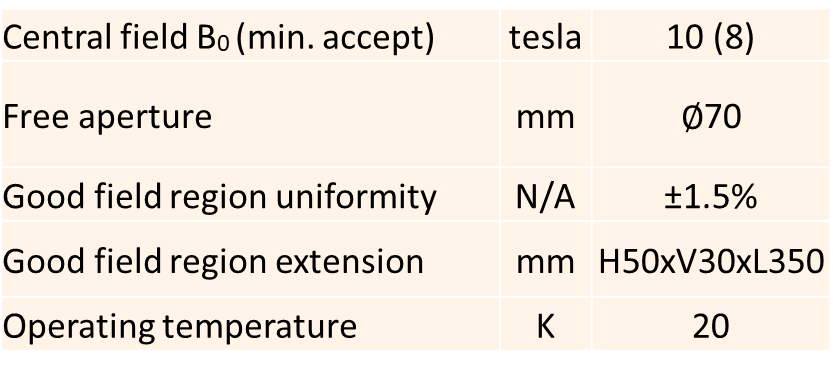 Central field B₀ (min. accept) tesla 10 (8)
Free aperture mm Ø70
Good field region uniformity N/A ±1.5%
Good field region extension mm H50xV30xL350
Operating temperature K 20